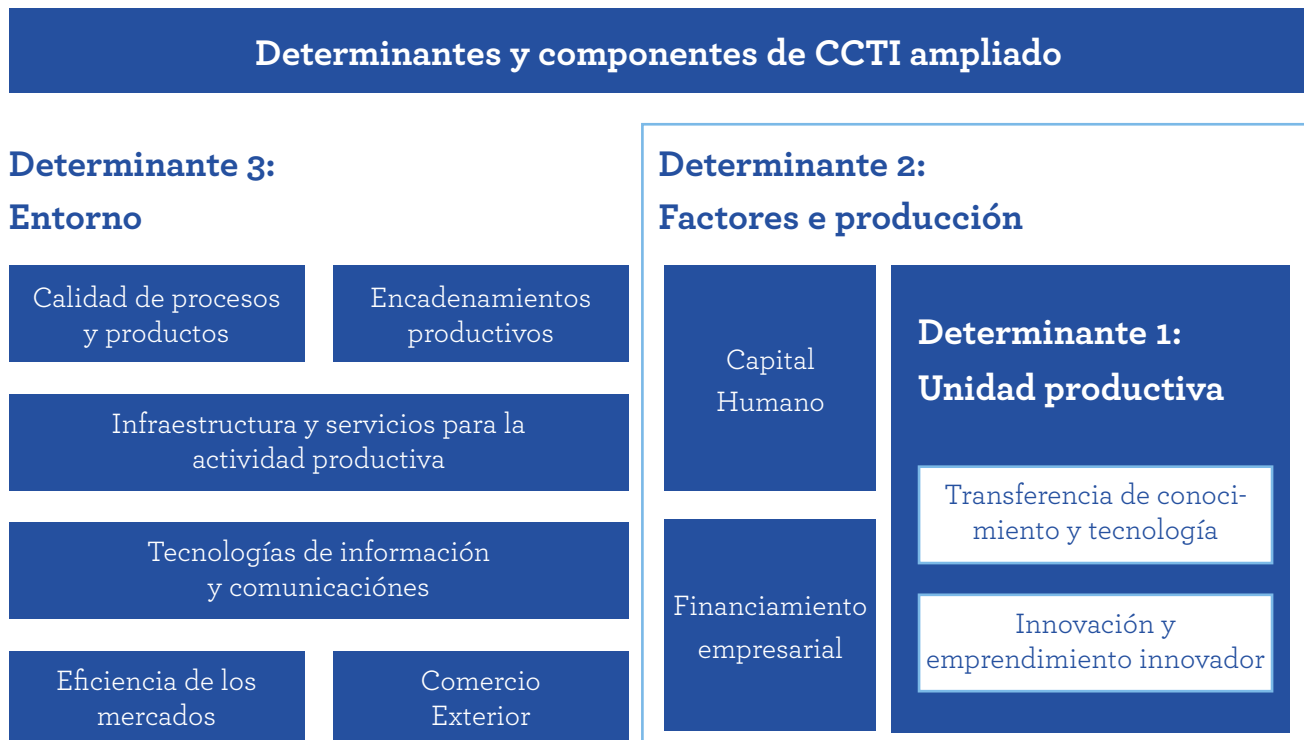 Determinantes y componentes de CCTI ampliado
Determinante 3:
Entorno
Calidad de procesos
y productos
Encadenamientos
productivos
Infraestructura y servicios para la
actividad productiva
Tecnologías de información
y comunicaciónes
Eficiencia de los
mercados
Comercio
Exterior
Determinante 2:
Factores e producción
Capital
Humano
Financiamiento
empresarial
Determinante 1:
Unidad productiva
Transferencia de conoci-
miento y tecnología
Innovación y
emprendimiento innovador